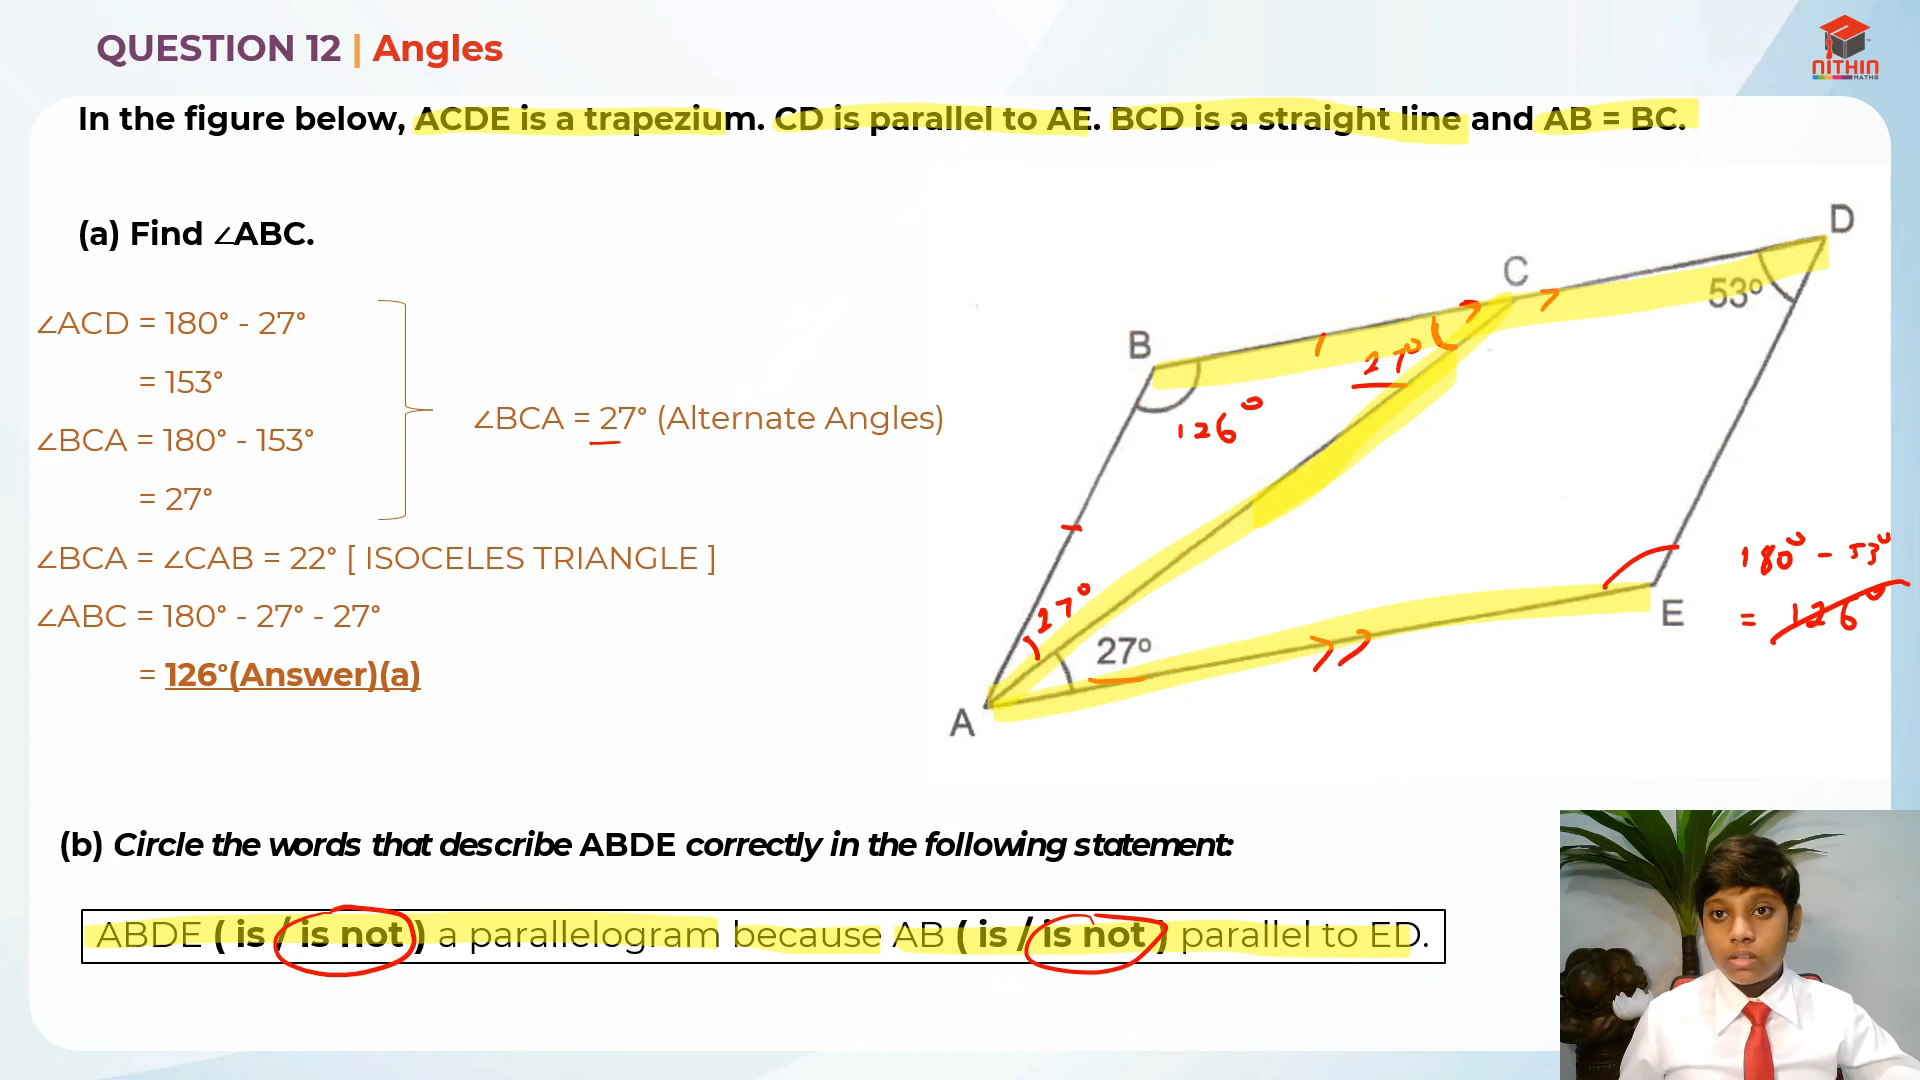 QUESTION 12 | Angles
NITHIN
MATHS
In the figure below, ACDE is a trapezium. CD is parallel to AE. BCD is a straight line and AB = BC.
(a) Find ∠ABC.
∠ACD = 180° - 27°
= 153°
∠BCA = 180° - 153°
= 27°
∠BCA = 27° (Alternate Angles)
∠BCA = ∠CAB = 22° [ ISOCELES TRIANGLE ]
∠ABC = 180° - 27° - 27°
= 126°(Answer)(a)
D
C
53°
B
27°
126°
180° - 53°
= 126°
E
27°
27°
A
(b) Circle the words that describe ABDE correctly in the following statement:
ABDE ( is / is not ) a parallelogram because AB ( is / is not ) parallel to ED.